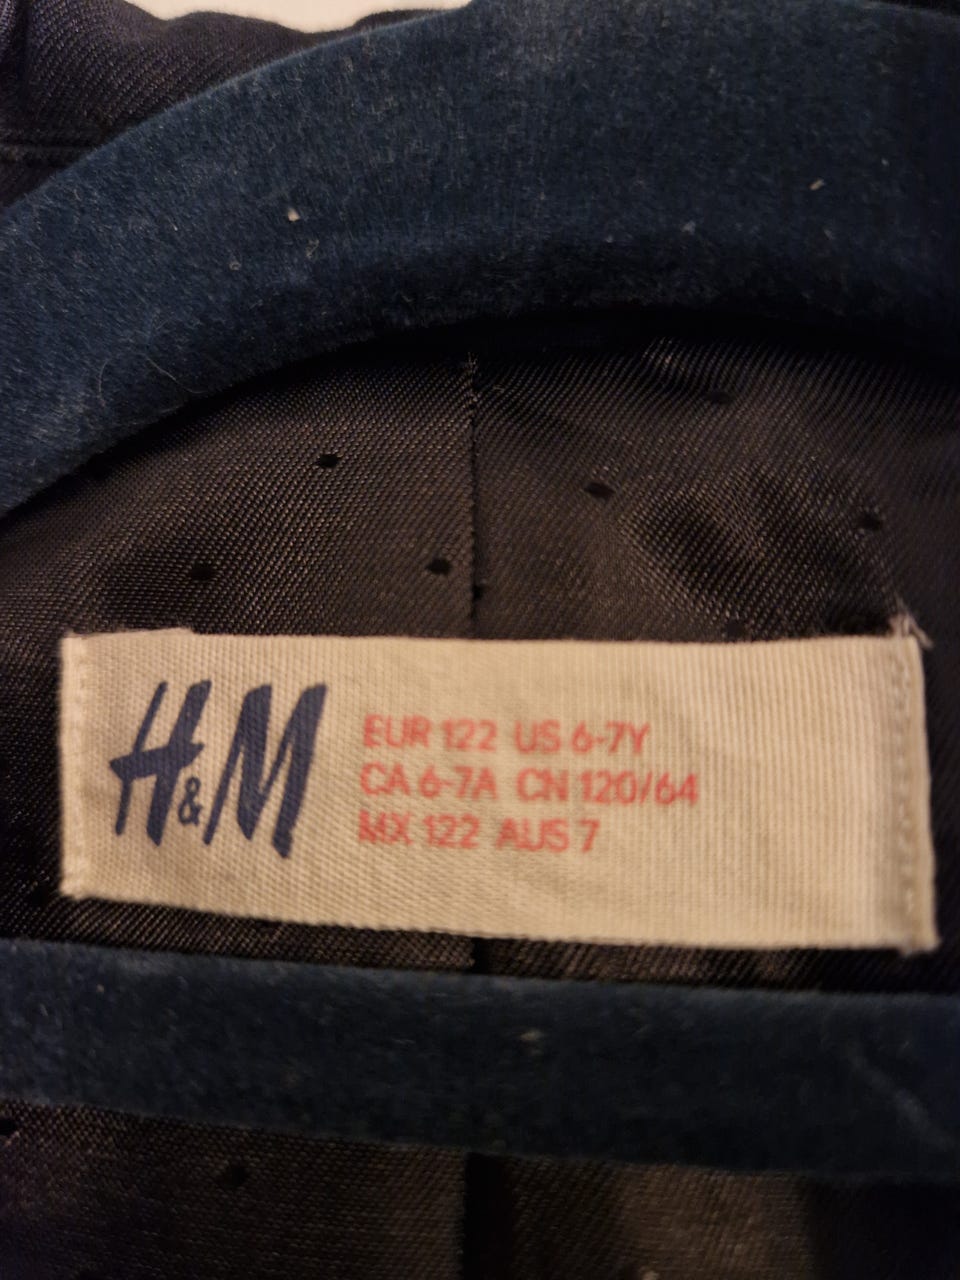 H&M
EUR 122 US 6-7Y
CA 6-7A CN 120/64
MX 122 AUS 7